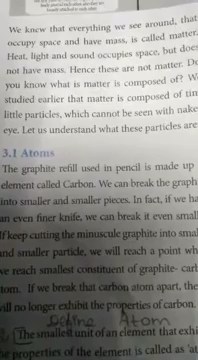 We know that everything we see around, that
occupy space and have mass, is called matter.
Heat, light and sound occupies space, but does
not have mass. Hence these are not matter. Do
you know what is matter is composed of? We
studied earlier that matter is composed of tin
little particles, which cannot be seen with nake
eye. Let us understand what these particles are
3.1 Atoms
The graphite refill used in pencil is made up
element called Carbon. We can break the graph
into smaller and smaller pieces. In fact, if we ha
an even finer knife, we can break it even small
If keep cutting the minuscule graphite into smal
and smaller particle, we will reach a point wh
we reach smallest constituent of graphite- carb
tom. If we break that carbon atom apart, the
will no longer exhibit the properties of carbon.
Define Atom
The smallest unit of an element that exhi
he properties of the element is called as 'at